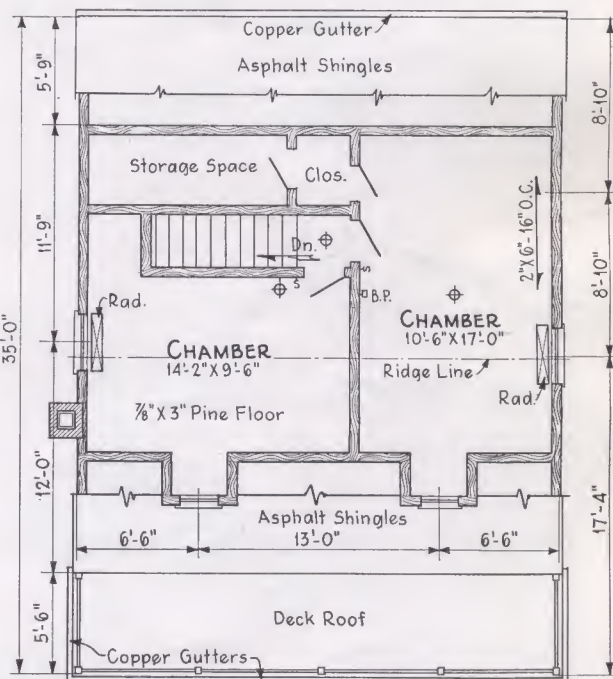 Copper Gutter
Asphalt Shingles
5'-9"
8'-10"
Storage Space
Clos.
11'-9"
2"X6"-16" O.C.
Dn.
S
S
B.P.
8'-10"
35'-0"
Rad.
CHAMBER
14'-2"X9'-6"
CHAMBER
10'-6"X17'-0"
Ridge Line
Rad.
7/8"X3" Pine Floor
12'-0"
17'-4"
Asphalt Shingles
6'-6"
13'-0"
6'-6"
5'-6"
Deck Roof
Copper Gutters